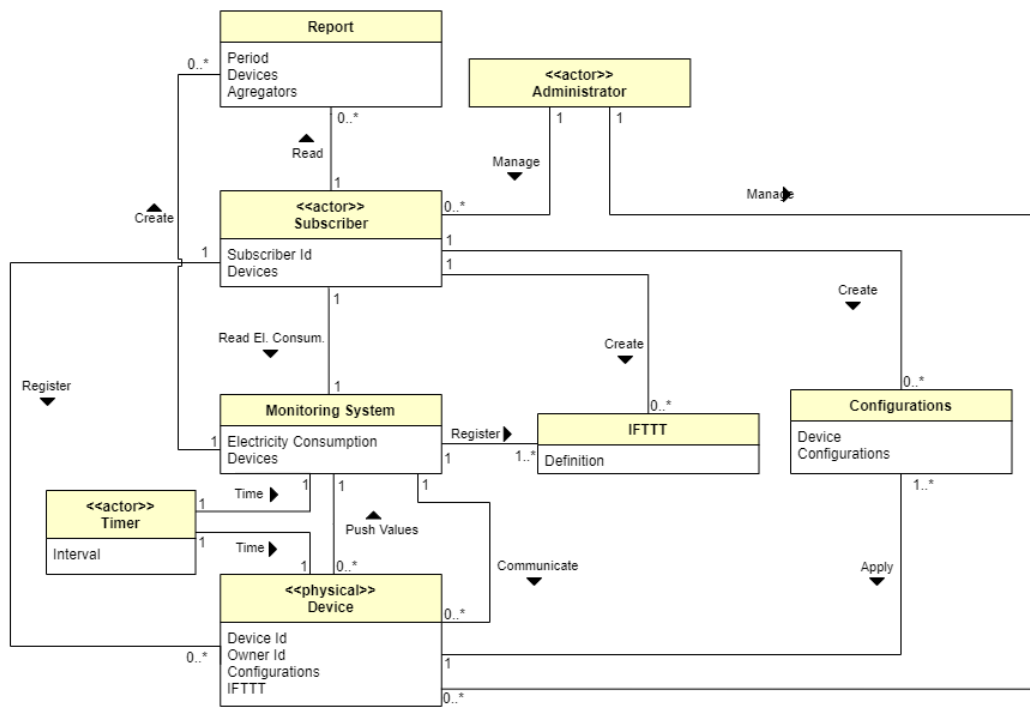 Report
Period
Devices
Agregators
0..*
0..*
<<actor>>
Administrator
1
1
Read
Manage
Manage
Create
1
0..*
<<actor>>
Subscriber
Subscriber Id
Devices
1
1
1
1
Create
Read El. Consum.
Create
Register
1
0..*
0..*
Monitoring System
Electricity Consumption
Devices
1
Register
1
1..*
IFTTT
Definition
Configurations
Device
Configurations
1..*
<<actor>>
Timer
Interval
1
Time
1
1
1
1
Time
1
Push Values
0..*
Communicate
Apply
<<physical>>
Device
Device Id
Owner Id
Configurations
IFTTT
0..*
0..*
1
0..*